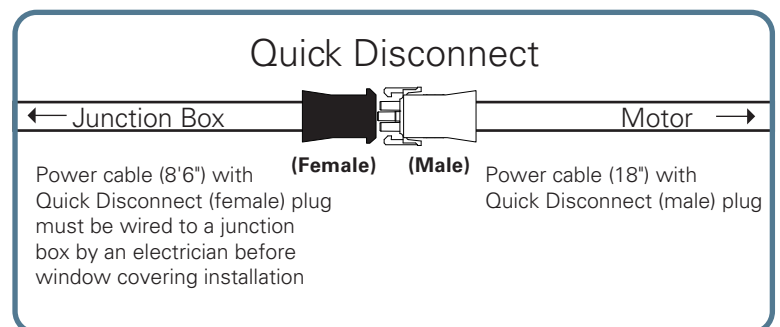 Quick Disconnect
Junction Box
Motor
(Female)
(Male)
Power cable (8'6") with
Quick Disconnect (female) plug
must be wired to a junction
box by an electrician before
window covering installation
Power cable (18") with
Quick Disconnect (male) plug